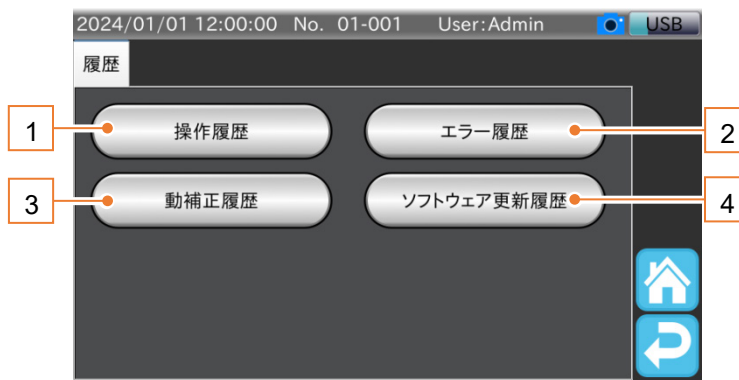 2024/01/01 12:00:00 No. 01-001 User:Admin USB
履歴
1 操作履歴 エラー履歴 2
3 動補正履歴 ソフトウェア更新履歴 4